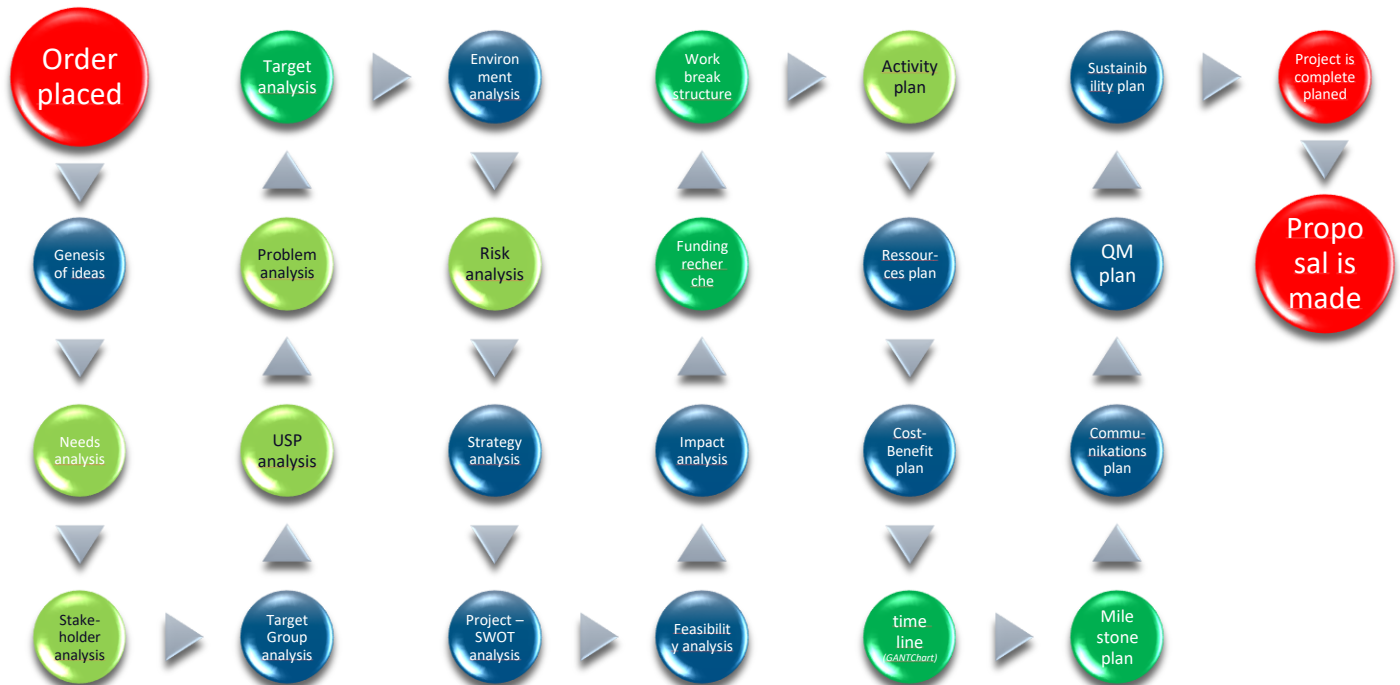 Order
placed
Genesis
of ideas
Needs
analysis
Stake-
holder
analysis
Target
Group
analysis
USP
analysis
Problem
analysis
Target
analysis
Environ
ment
analysis
Risk
analysis
Strategy
analysis
Project –
SWOT
analysis
Feasibilit
y analysis
Impact
analysis
Funding
recher
che
Work
break
structure
Activity
plan
Ressour-
ces plan
Cost-
Benefit
plan
time
line
(GANTChart)
Mile
stone
plan
Commu-
nikations
plan
QM
plan
Sustainib
ility plan
Project is
complete
planed
Propo
sal is
made